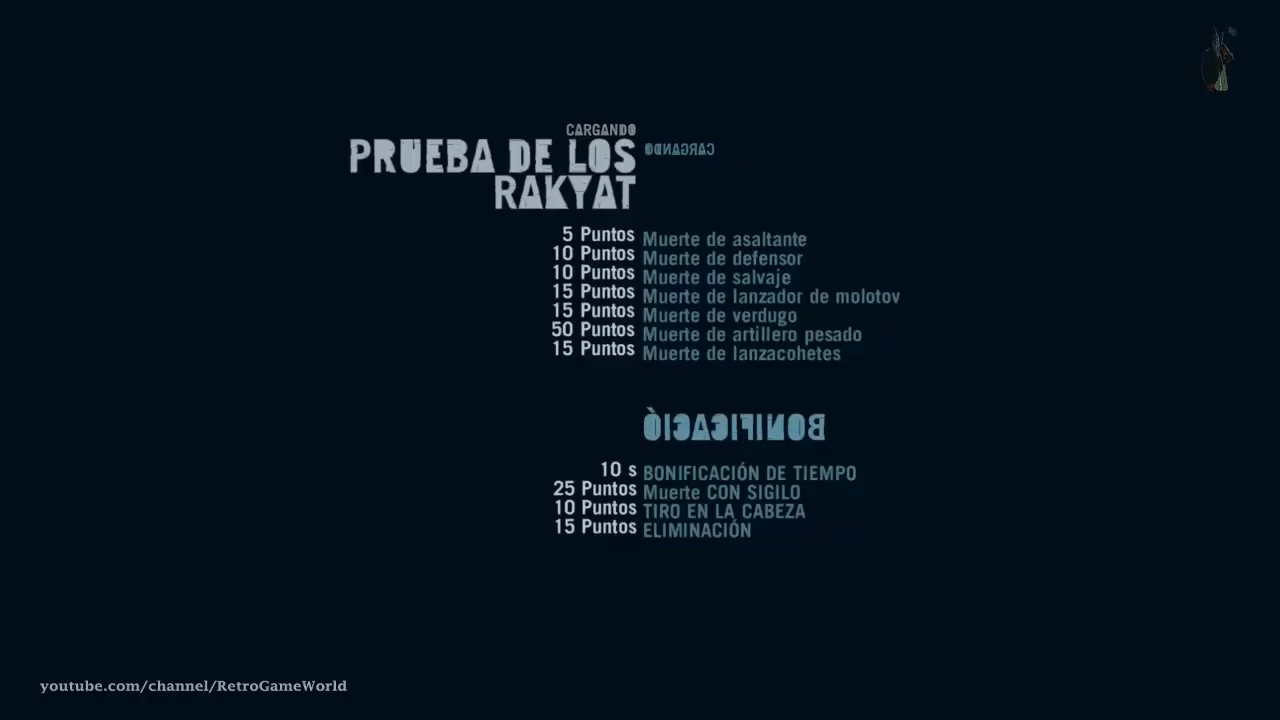 CARGANDO
CARGANDO
PRUEBA DE LOS
RAKYAT
5 Puntos Muerte de asaltante
10 Puntos Muerte de defensor
10 Puntos Muerte de salvaje
15 Puntos Muerte de lanzador de molotov
15 Puntos Muerte de verdugo
50 Puntos Muerte de artillero pesado
15 Puntos Muerte de lanzacohetes
BONIFICACIÒ
10 s BONIFICACIÓN DE TIEMPO
25 Puntos Muerte CON SIGILO
10 Puntos TIRO EN LA CABEZA
15 Puntos ELIMINACIÓN
youtube.com/channel/RetroGameWorld